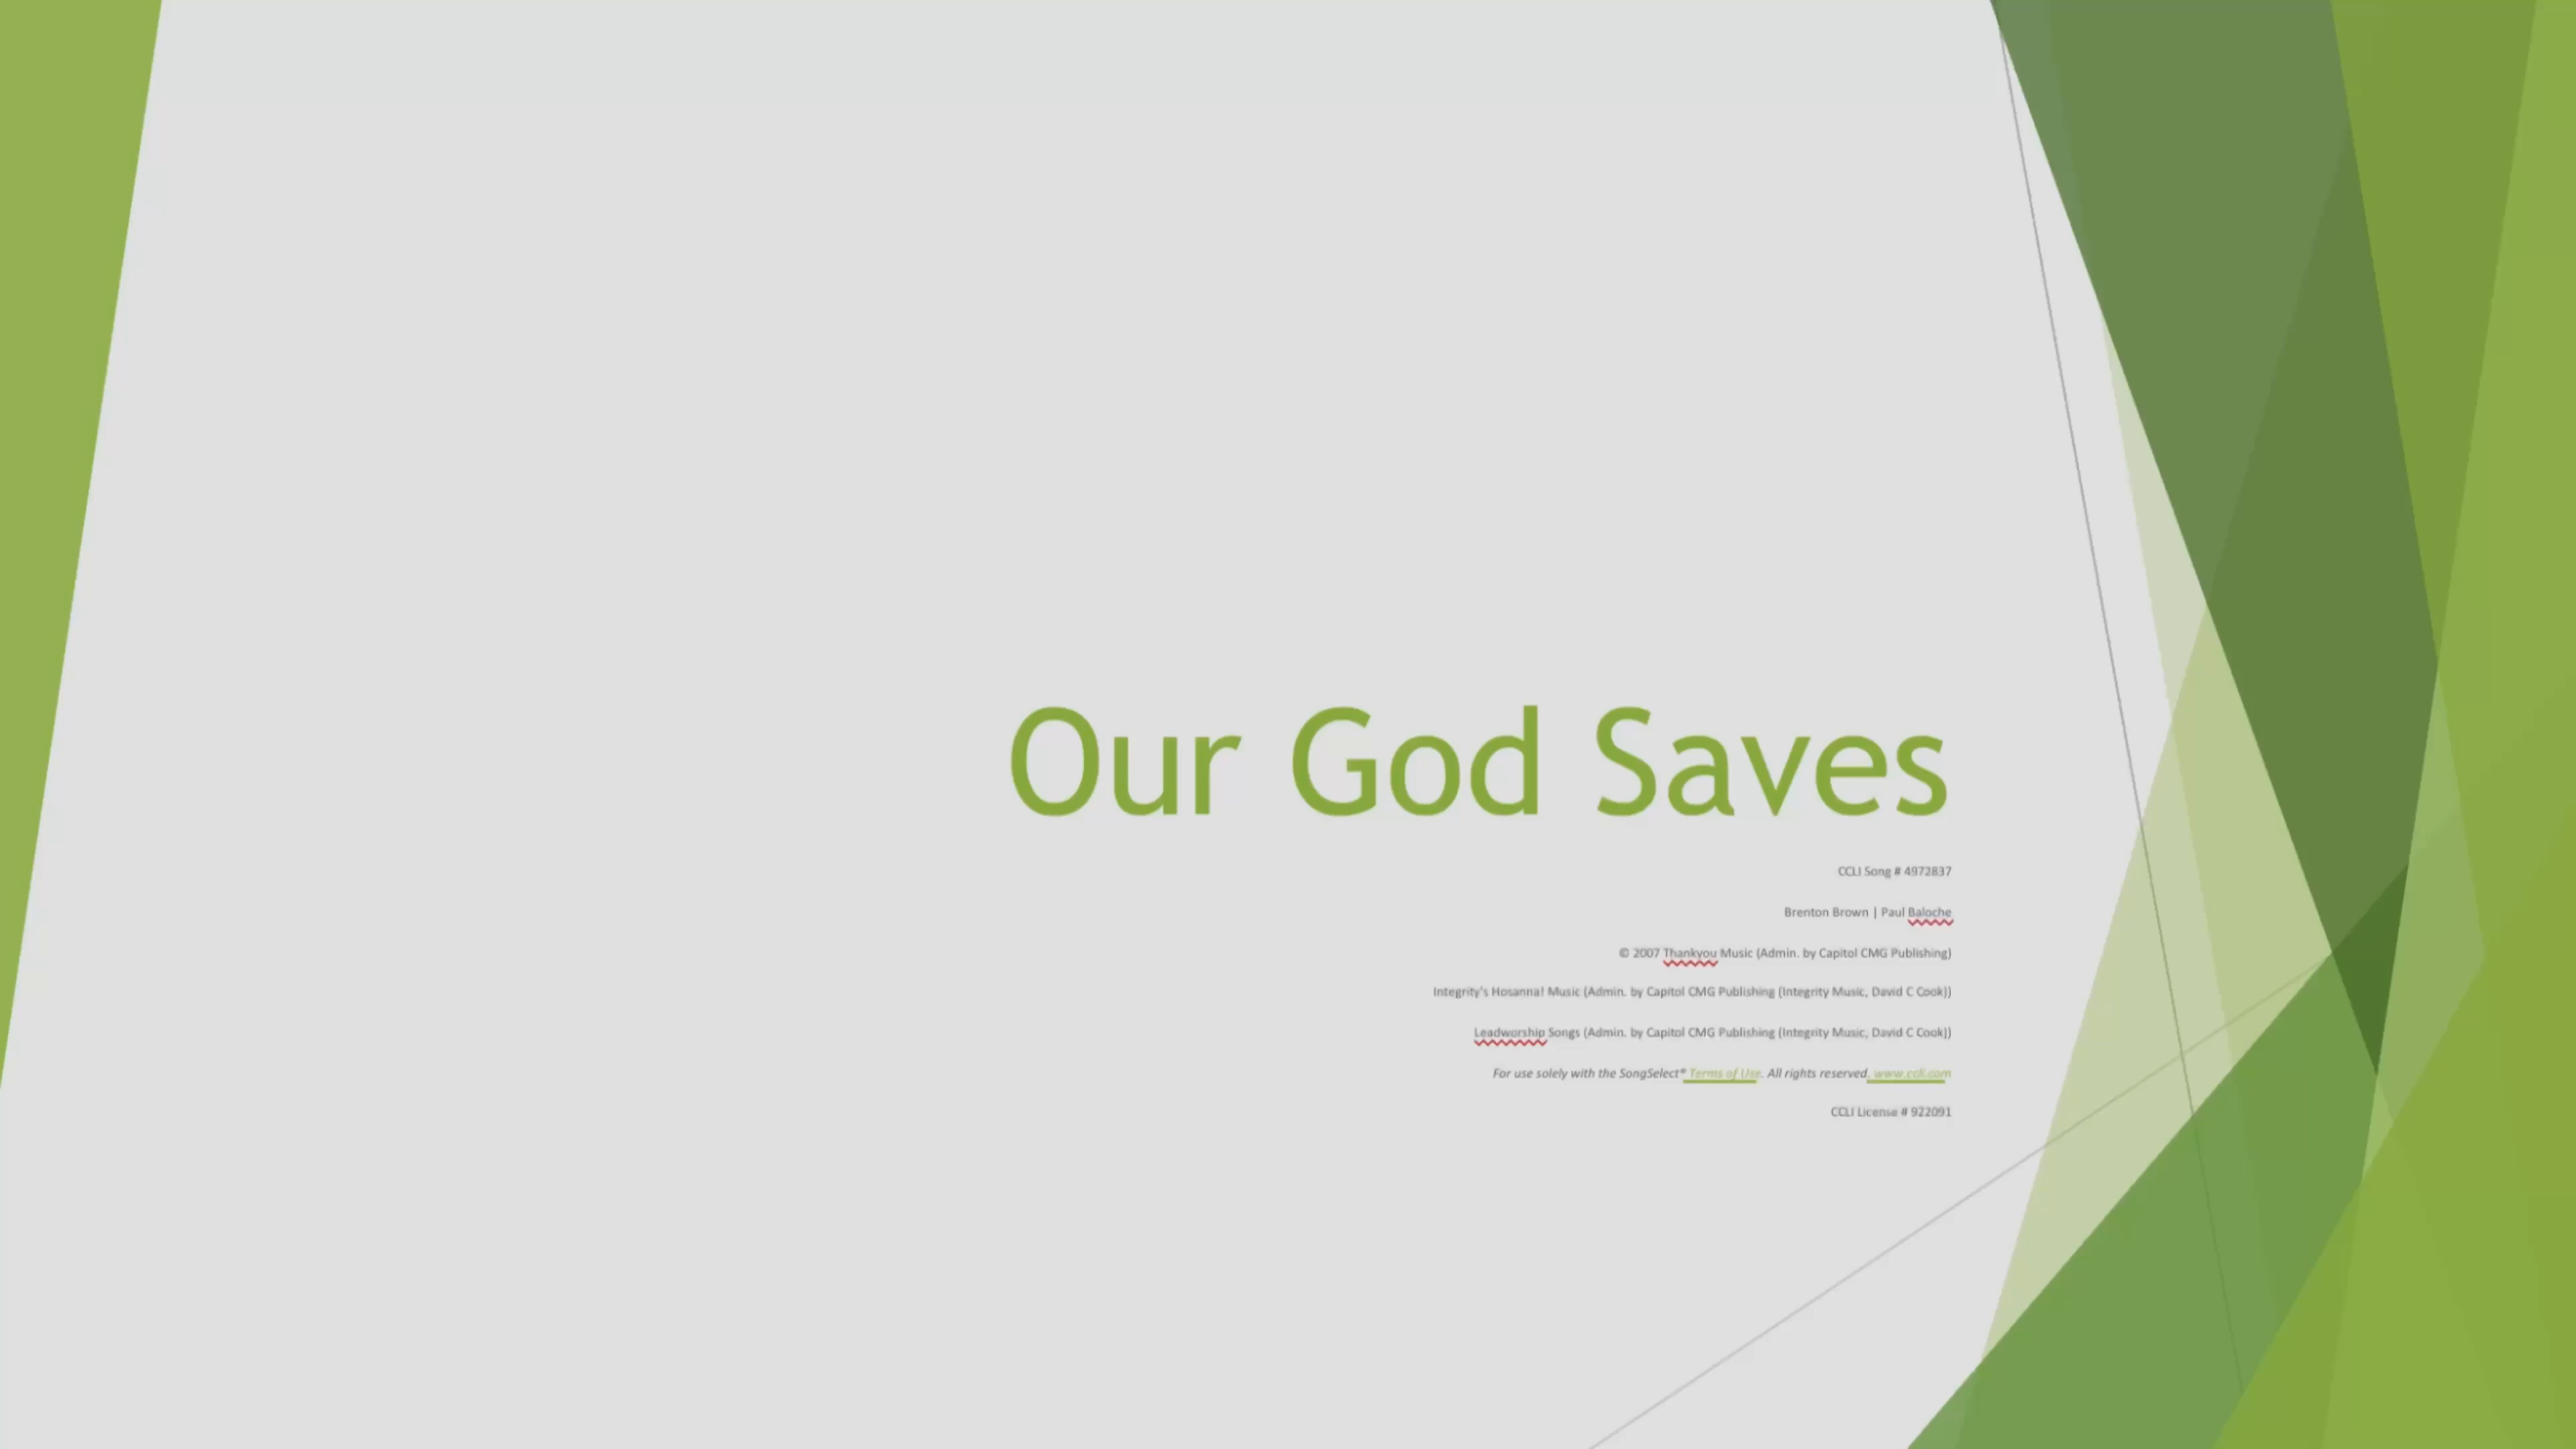 Our God Saves
CCLI Song # 4972837
Brenton Brown | Paul Baloche
© 2007 Thankyou Music (Admin. by Capitol CMG Publishing)
Integrity's Hosanna! Music (Admin. by Capitol CMG Publishing (Integrity Music, David C Cook))
Leadworship Songs (Admin. by Capitol CMG Publishing (Integrity Music, David C Cook))
For use solely with the SongSelect® Terms of Use. All rights reserved. www.ccli.com
CCLI License # 922091